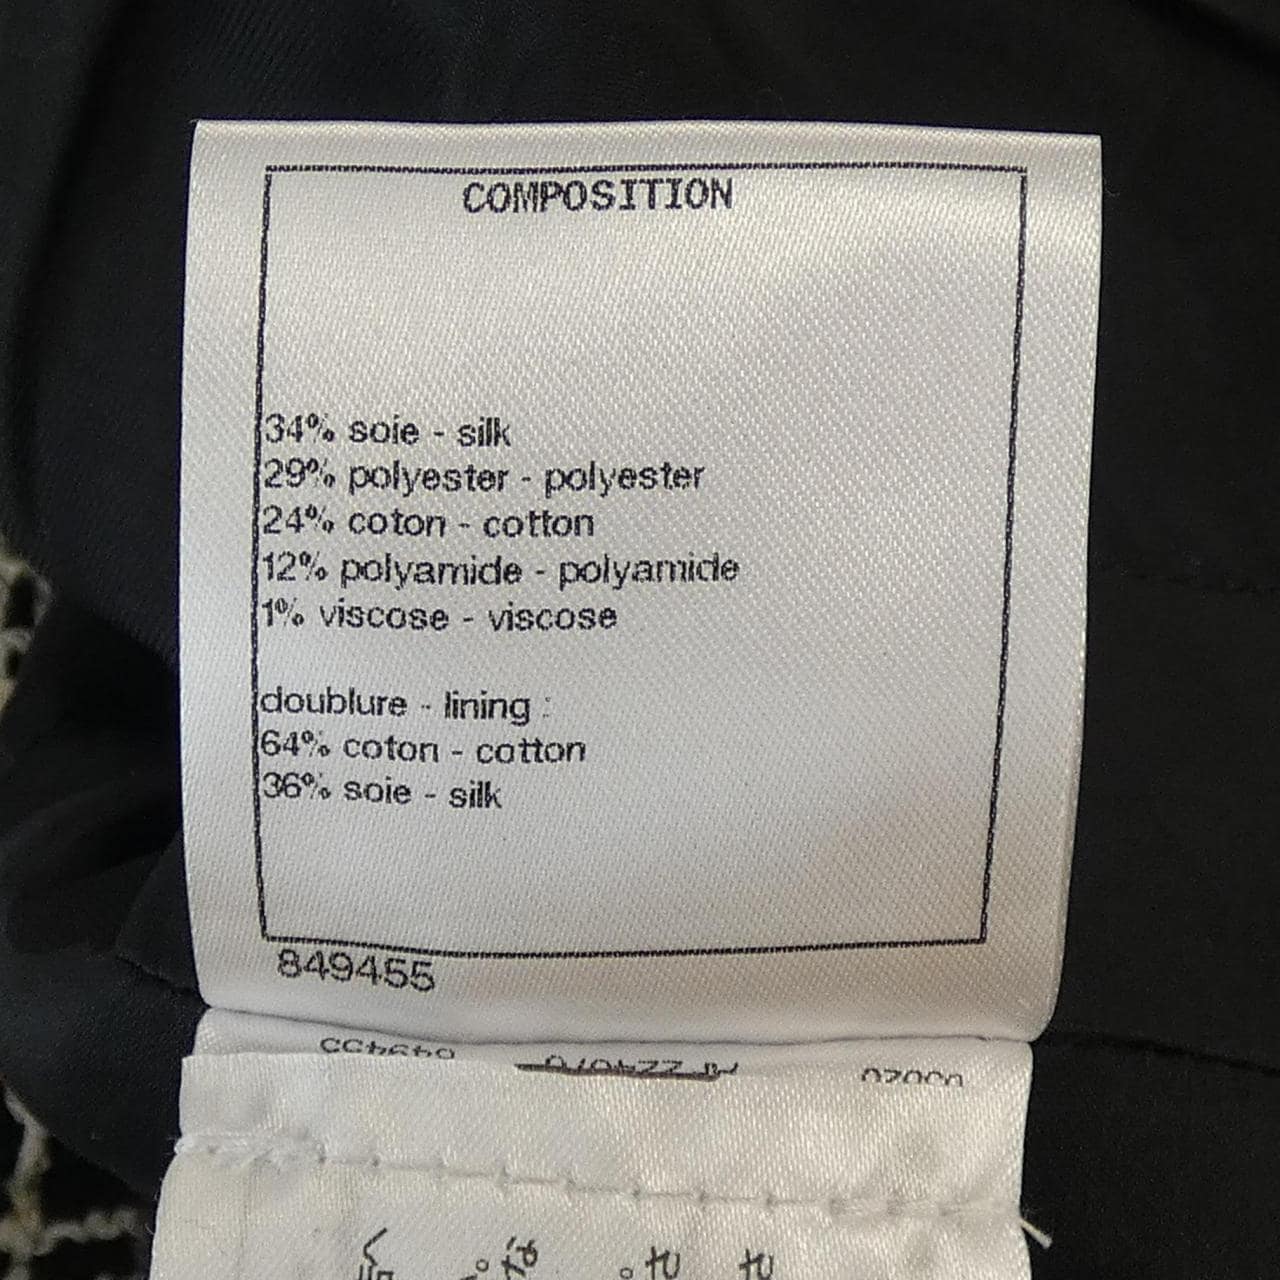 COMPOSITION
34% soie - silk
29% polyester - polyester
24% coton - cotton
12% polyamide - polyamide
1% viscose - viscose
doublure - lining :
64% coton - cotton
36% soie - silk
849455